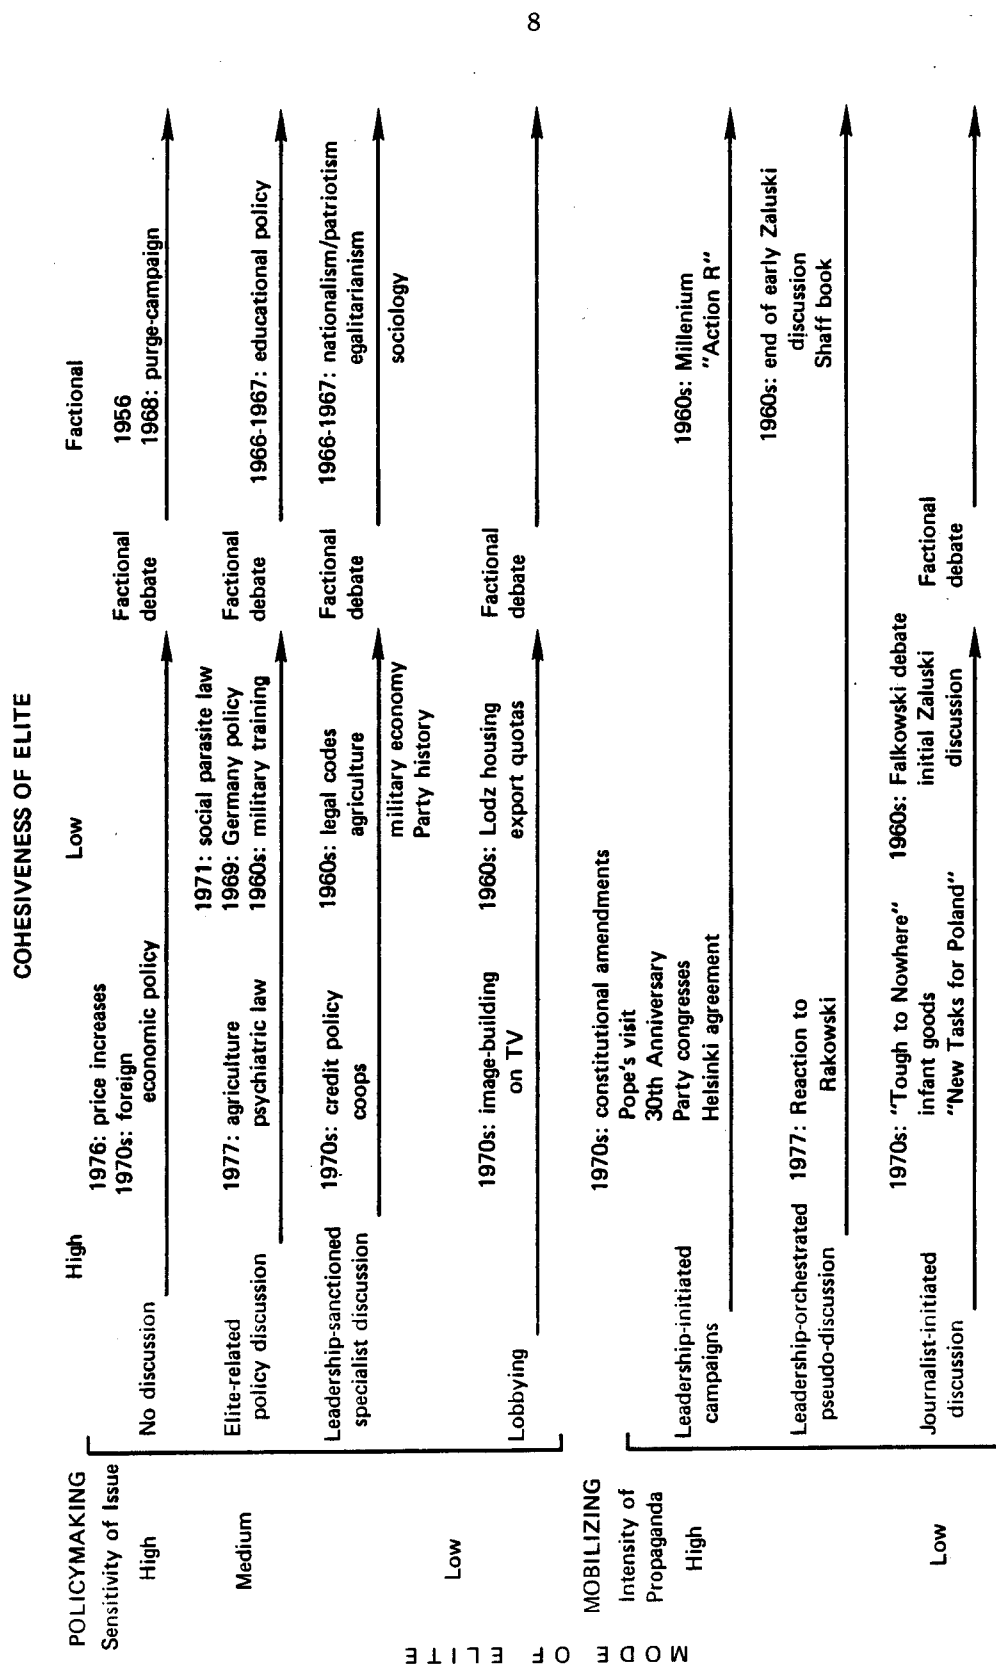 8
COHESIVENESS OF ELITE
High
Low
Factional
MODE OF ELITE
POLICYMAKING
Sensitivity of Issue
High
No discussion
1976: price increases
1970s: foreign
economic policy
Factional
debate
1956
1968: purge-campaign
Medium
Elite-related
policy discussion
1977: agriculture
psychiatric law
1971: social parasite law
1969: Germany policy
1960s: military training
Factional
debate
1966-1967: educational policy
Leadership-sanctioned
specialist discussion
1970s: credit policy
coops
1960s: legal codes
agriculture
military economy
Party history
Factional
debate
1966-1967: nationalism/patriotism
egalitarianism
sociology
Low
Lobbying
1970s: image-building
on TV
1960s: Lodz housing
export quotas
Factional
debate
MOBILIZING
Intensity of
Propaganda
High
Leadership-initiated
campaigns
1970s: constitutional amendments
Pope's visit
30th Anniversary
Party congresses
Helsinki agreement
1960s: Millenium
"Action R"
Leadership-orchestrated
pseudo-discussion
1977: Reaction to
Rakowski
1960s: end of early Zaluski
discussion
Shaff book
Low
Journalist-initiated
discussion
1970s: "Tough to Nowhere"
infant goods
"New Tasks for Poland"
1960s: Falkowski debate
initial Zaluski
discussion
Factional
debate